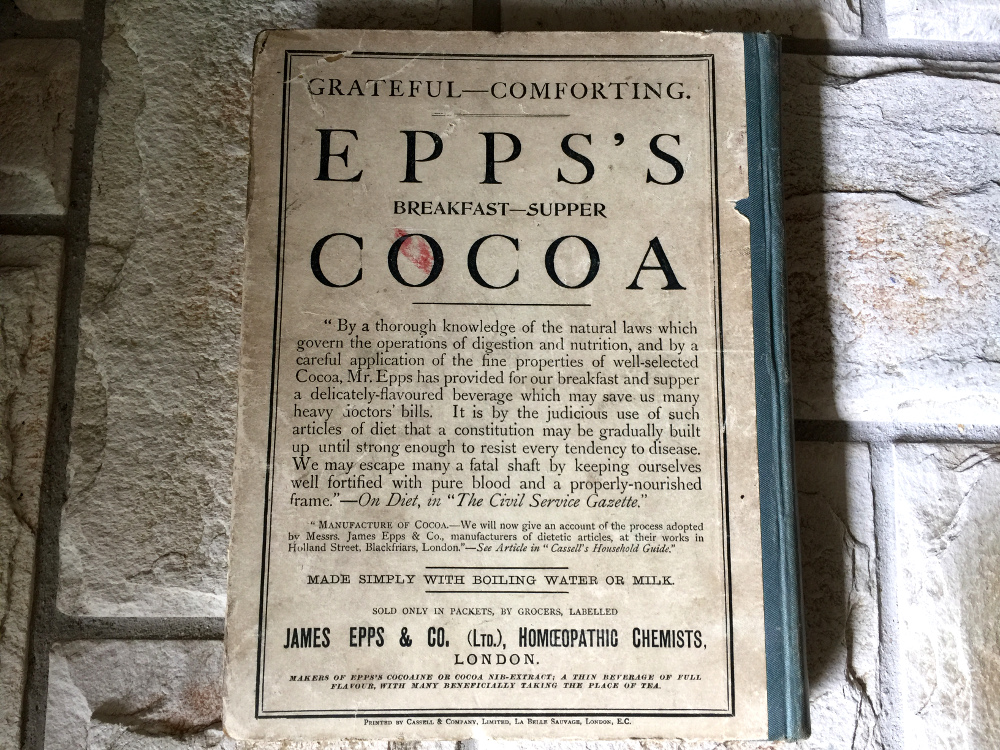 GRATEFUL—COMFORTING.
EPPS'S
BREAKFAST—SUPPER
COCOA
" By a thorough knowledge of the natural laws which
govern the operations of digestion and nutrition, and by a
careful application of the fine properties of well-selected
Cocoa, Mr. Epps has provided for our breakfast and supper
a delicately-flavoured beverage which may save us many
heavy doctors' bills. It is by the judicious use of such
articles of diet that a constitution may be gradually built
up until strong enough to resist every tendency to disease.
We may escape many a fatal shaft by keeping ourselves
well fortified with pure blood and a properly-nourished
frame."—On Diet, in "The Civil Service Gazette."
" MANUFACTURE OF COCOA.—We will now give an account of the process adopted
by Messrs. James Epps & Co., manufacturers of dietetic articles, at their works in
Holland Street, Blackfriars, London."—See Article in " Cassell's Household Guide."
MADE SIMPLY WITH BOILING WATER OR MILK.
SOLD ONLY IN PACKETS, BY GROCERS, LABELLED
JAMES EPPS & CO. (LTD.), HOMŒOPATHIC CHEMISTS,
LONDON.
MAKERS OF EPPS'S COCOAINE OR COCOA NIB-EXTRACT; A THIN BEVERAGE OF FULL
FLAVOUR, WITH MANY BENEFICIALLY TAKING THE PLACE OF TEA.
PRINTED BY CASSELL & COMPANY, LIMITED, LA BELLE SAUVAGE, LONDON, E.C.